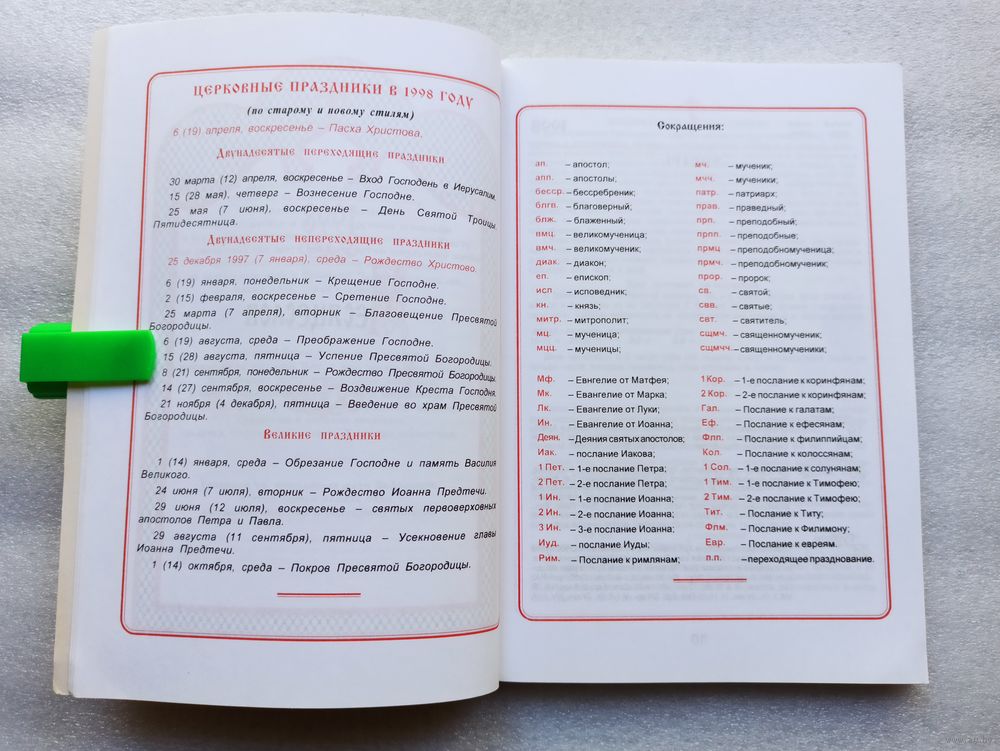 ЦЕРКОВНЫЕ ПРАЗДНИКИ В 1998 ГОДУ
(по старому и новому стилям)
6 (19) апреля, воскресенье – Пасха Христова.
Двунадесятые переходящие праздники
30 марта (12) апреля, воскресенье – Вход Господень в Иерусалим.
15 (28 мая), четверг – Вознесение Господне.
25 мая (7 июня), воскресенье – День Святой Троицы,
Пятидесятница.
Двунадесятые непереходящие праздники
25 декабря 1997 (7 января), среда – Рождество Христово.
6 (19) января, понедельник – Крещение Господне.
2 (15) февраля, воскресенье – Сретение Господне.
25 марта (7 апреля), вторник – Благовещение Пресвятой
Богородицы.
6 (19) августа, среда – Преображение Господне.
15 (28) августа, пятница – Успение Пресвятой Богородицы.
8 (21) сентября, понедельник – Рождество Пресвятой Богородицы.
14 (27) сентября, воскресенье – Воздвижение Креста Господня.
21 ноября (4 декабря), пятница – Введение во храм Пресвятой
Богородицы.
Великие праздники
1 (14) января, среда – Обрезание Господне и память Василия
Великого.
24 июня (7 июля), вторник – Рождество Иоанна Предтечи.
29 июня (12 июля), воскресенье – святых первоверховных
апостолов Петра и Павла.
29 августа (11 сентября), пятница – Усекновение главы
Иоанна Предтечи.
1 (14) октября, среда – Покров Пресвятой Богородицы.
Сокращения:
ап. – апостол;
апп. – апостолы;
бесср. – бессребреник;
блгв. – благоверный;
блж. – блаженный;
вмц. – великомученица;
вмч. – великомученик;
диак. – диакон;
еп. – епископ;
исп – исповедник;
кн. – князь;
митр. – митрополит;
мц. – мученица;
мцц. – мученицы;
мч. – мученик;
мчч. – мученики;
патр. – патриарх;
прав. – праведный;
прп. – преподобный;
прпп. – преподобные;
прмц – преподобномученица;
прмч. – преподобномученик;
прор. – пророк;
св. – святой;
свв. – святые;
свт. – святитель;
сщмч. – священномученик;
сщмчч. – священномученики;
Мф. – Евнгелие от Матфея;
Мк. – Евангелие от Марка;
Лк. – Евангелие от Луки;
Ин. – Евангелие от Иоанна;
Деян. – Деяния святых апостолов;
Иак. – послание Иакова;
1 Пет. – 1-е послание Петра;
2 Пет. – 2-е послание Петра;
1 Ин. – 1-е послание Иоанна;
2 Ин. – 2-е послание Иоанна;
3 Ин. – 3-е послание Иоанна;
Иуд. – послание Иуды;
Рим. – Послание к римлянам;
1 Кор. – 1-е послание к коринфянам;
2 Кор. – 2-е послание к коринфянам;
Гал. – Послание к галатам;
Еф. – Послание к ефесянам;
Флп. – Послание к филиппийцам;
Кол. – Послание к колоссянам;
1 Сол. – 1-е послание к солунянам;
1 Тим. – 1-е послание к Тимофею;
2 Тим. – 2-е послание к Тимофею;
Тит. – Послание к Титу;
Фпм. – Послание к Филимону;
Евр. – Послание к евреям.
п.п. – переходящее празднование.